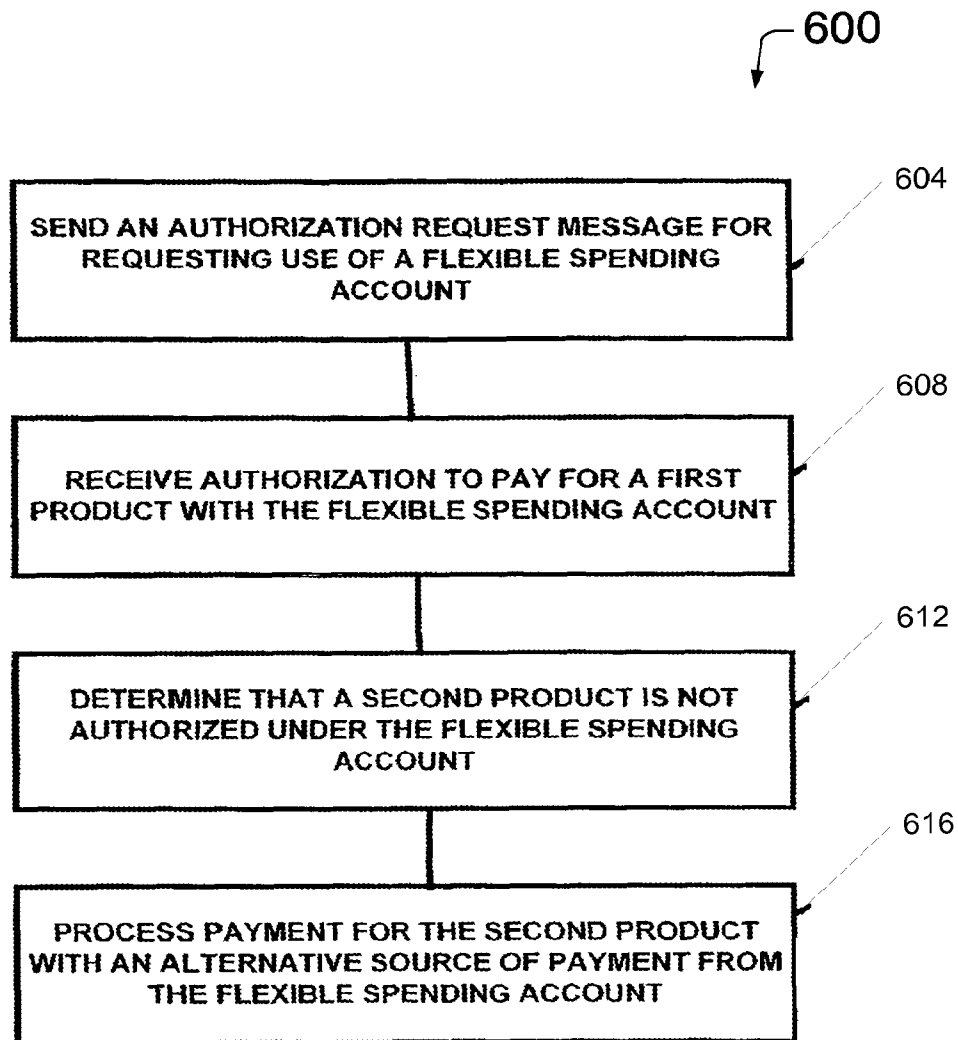 600
604
SEND AN AUTHORIZATION REQUEST MESSAGE FOR
REQUESTING USE OF A FLEXIBLE SPENDING
ACCOUNT
608
RECEIVE AUTHORIZATION TO PAY FOR A FIRST
PRODUCT WITH THE FLEXIBLE SPENDING ACCOUNT
612
DETERMINE THAT A SECOND PRODUCT IS NOT
AUTHORIZED UNDER THE FLEXIBLE SPENDING
ACCOUNT
616
PROCESS PAYMENT FOR THE SECOND PRODUCT
WITH AN ALTERNATIVE SOURCE OF PAYMENT FROM
THE FLEXIBLE SPENDING ACCOUNT